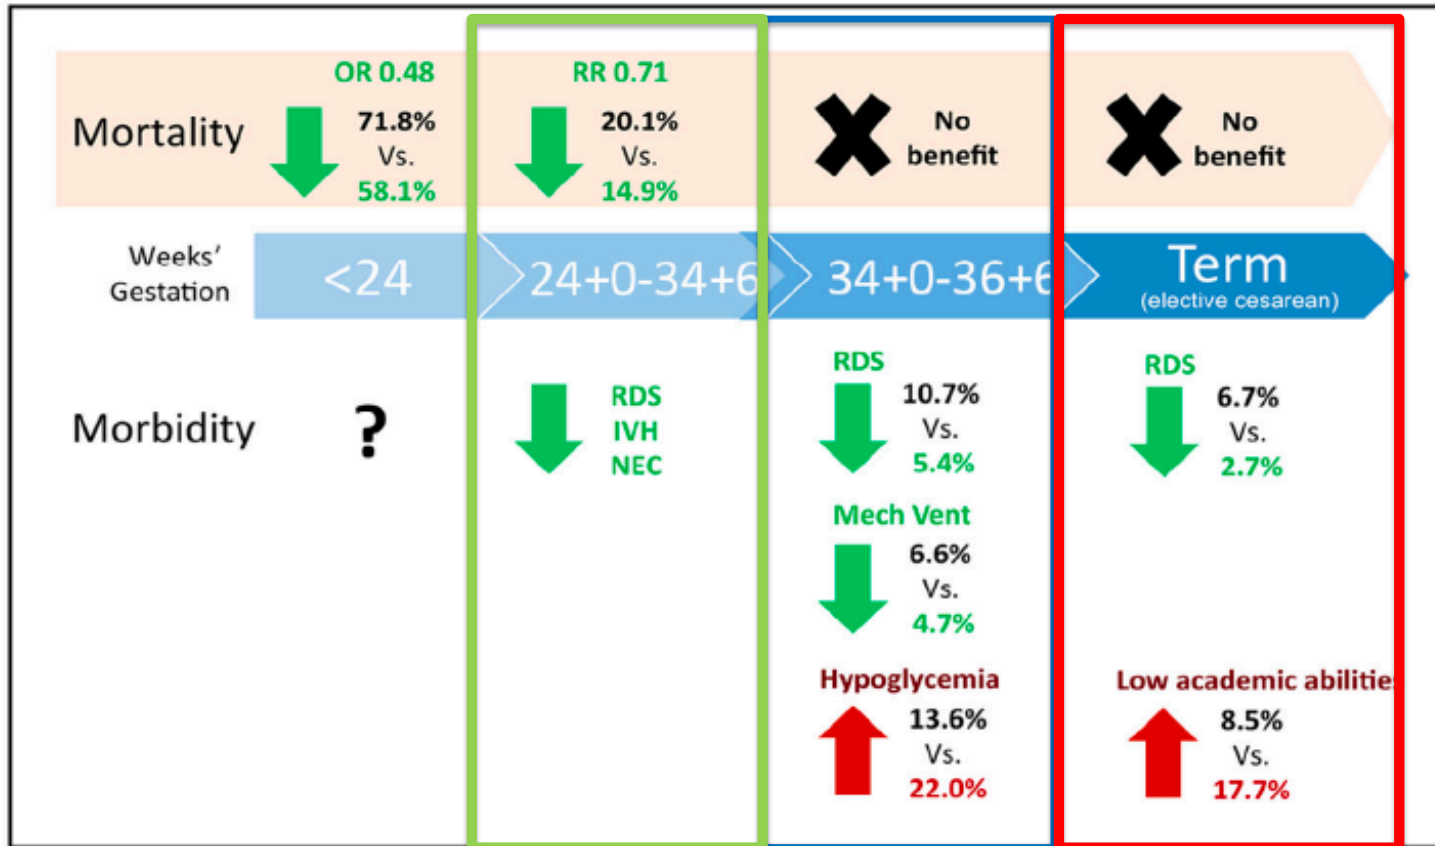 OR 0.48
RR 0.71
Mortality
71.8%
Vs.
58.1%
20.1%
Vs.
14.9%
No
benefit
No
benefit
Weeks'
Gestation
<24
24+0-34+6
34+0-36+6
Term
(elective cesarean)
Morbidity
?
RDS
IVH
NEC
RDS
10.7%
Vs.
5.4%
Mech Vent
6.6%
Vs.
4.7%
Hypoglycemia
13.6%
Vs.
22.0%
RDS
6.7%
Vs.
2.7%
Low academic abilities
8.5%
Vs.
17.7%